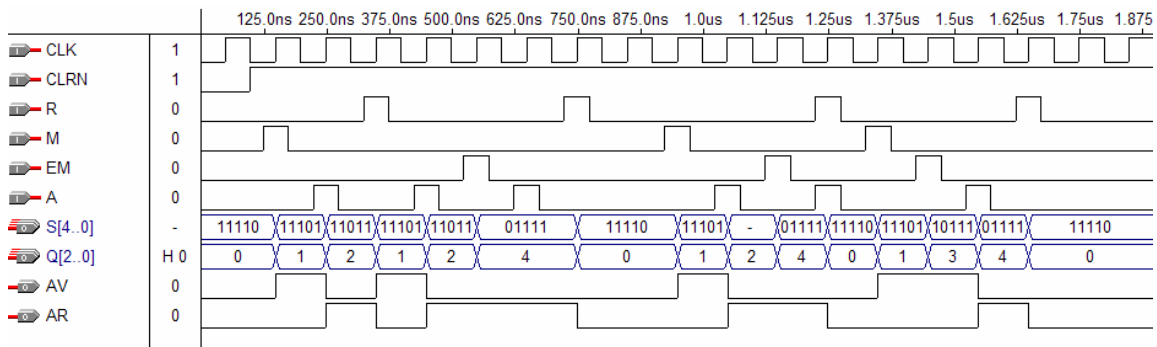 125.0ns 250.0ns 375.0ns 500.0ns 625.0ns 750.0ns 875.0ns 1.0us 1.125us 1.25us 1.375us 1.5us 1.625us 1.75us 1.875
CLK 1
CLRN 1
R 0
M 0
EM 0
A 0
S[4..0] - 11110 11101 11011 11101 11011 01111 11110 11101 - 01111 11110 11101 10111 01111 11110
Q[2..0] H 0 0 1 2 1 2 4 0 1 2 4 0 1 3 4 0
AV 0
AR 0